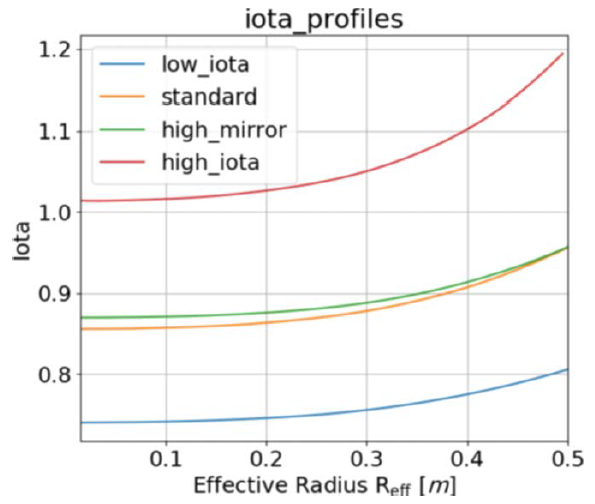 iota_profiles
1.2
1.1
1.0
0.9
0.8
Iota
low_iota
standard
high_mirror
high_iota
0.1 0.2 0.3 0.4 0.5
Effective Radius R_eff [m]